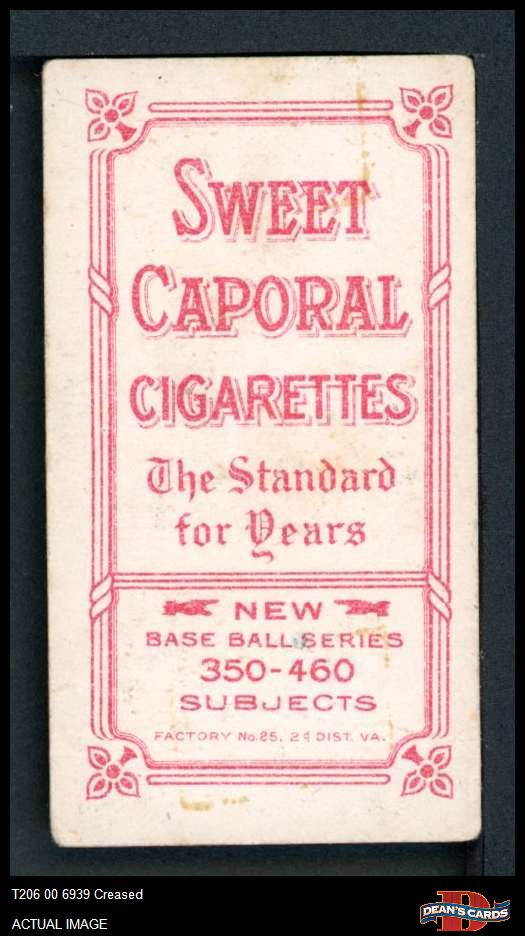 SWEET
CAPORAL
CIGARETTES
The Standard
for Years
NEW
BASE BALL SERIES
350-460
SUBJECTS
FACTORY No.25, 2d DIST. VA.
T206 00 6939 Creased
ACTUAL IMAGE
D
DEAN'S CARDS